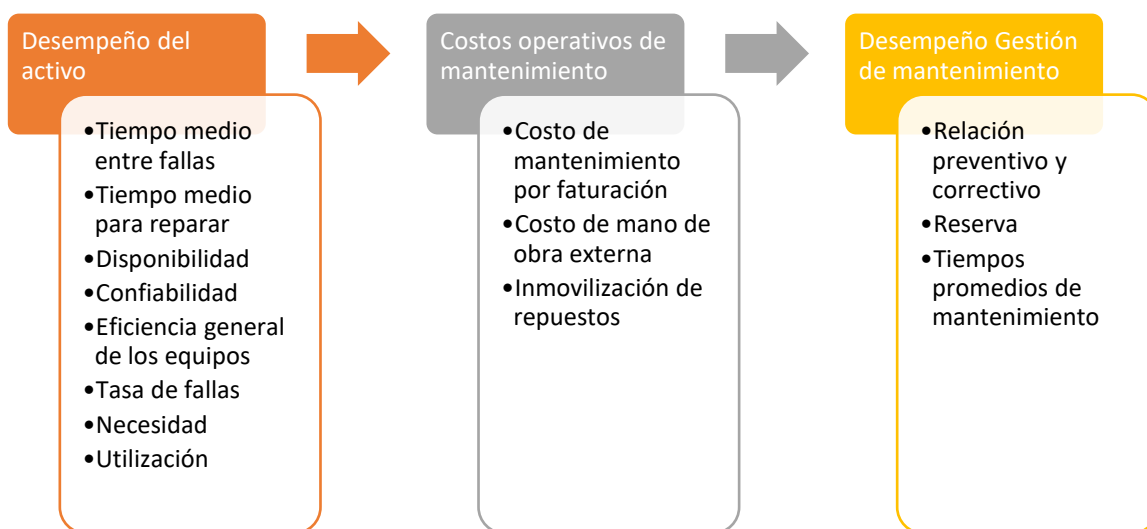 Desempeño del
activo
•Tiempo medio
entre fallas
•Tiempo medio
para reparar
•Disponibilidad
•Confiabilidad
•Eficiencia general
de los equipos
•Tasa de fallas
•Necesidad
•Utilización
Costos operativos de
mantenimiento
•Costo de
mantenimiento
por faturación
•Costo de mano de
obra externa
•Inmovilización de
repuestos
Desempeño Gestión
de mantenimiento
•Relación
preventivo y
correctivo
•Reserva
•Tiempos
promedios de
mantenimiento